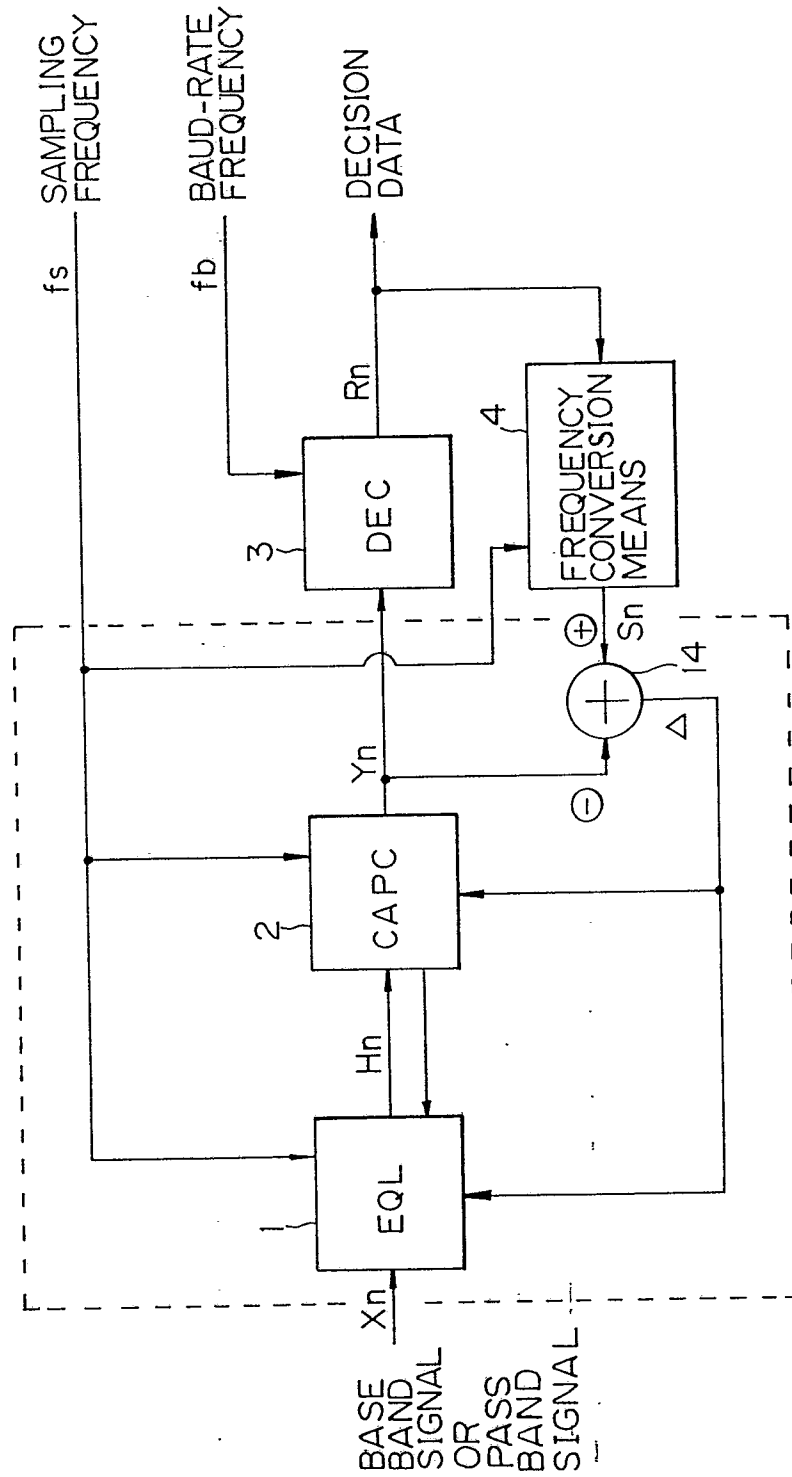 SAMPLING
FREQUENCY
fs
BAUD-RATE
FREQUENCY
fb
DECISION
DATA
Rn
3
DEC
4
FREQUENCY
CONVERSION
MEANS
Sn
+
+
14
Δ
−
Yn
2
CAPC
Hn
1
EQL
Xn
BASE
BAND
SIGNAL
OR
PASS
BAND
SIGNAL